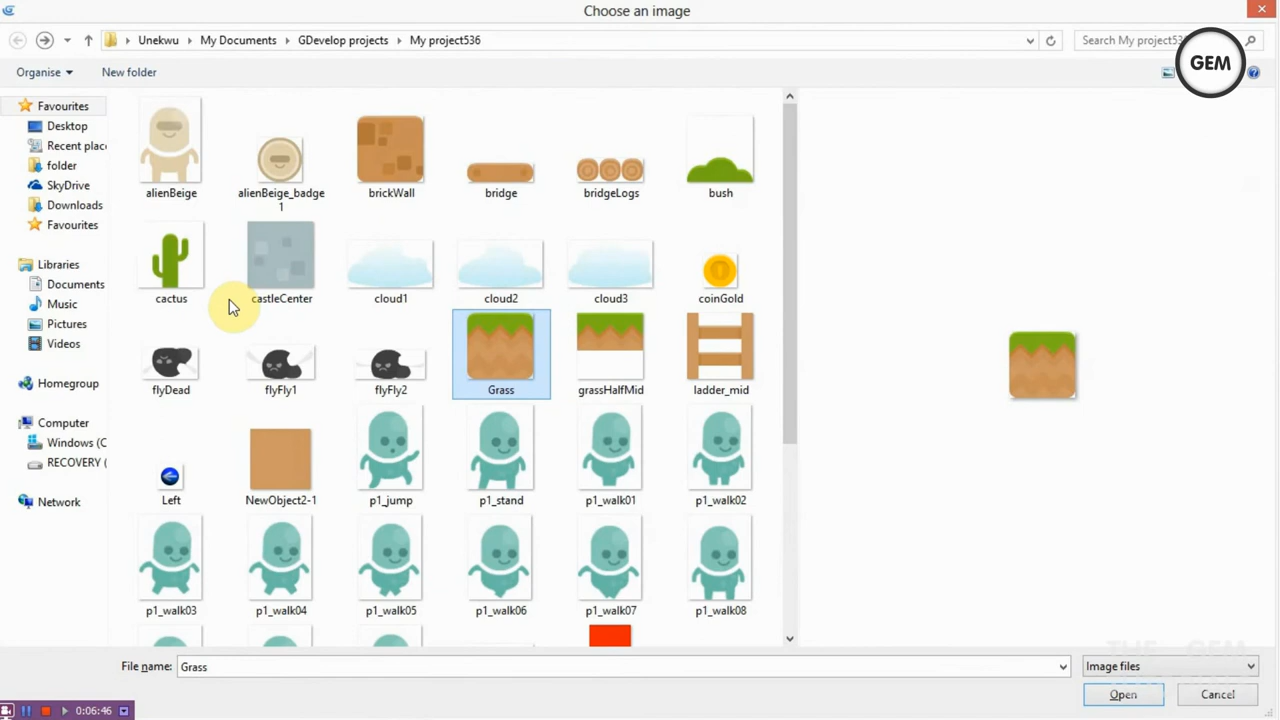 Choose an image
Unekwu
My Documents
GDevelop projects
My project536
Search My project53
GEM
Organise
New folder
Favourites
Desktop
Recent place
folder
SkyDrive
Downloads
Favourites
Libraries
Documents
Music
Pictures
Videos
Homegroup
Computer
Windows (C
RECOVERY (
Network
alienBeige
alienBeige_badge
1
brickWall
bridge
bridgeLogs
bush
cactus
castleCenter
cloud1
cloud2
cloud3
coinGold
flyDead
flyFly1
flyFly2
Grass
grassHalfMid
ladder_mid
Left
NewObject2-1
p1_jump
p1_stand
p1_walk01
p1_walk02
p1_walk03
p1_walk04
p1_walk05
p1_walk06
p1_walk07
p1_walk08
THE GEM
File name:
Grass
Image files
Open
Cancel
0:06:46